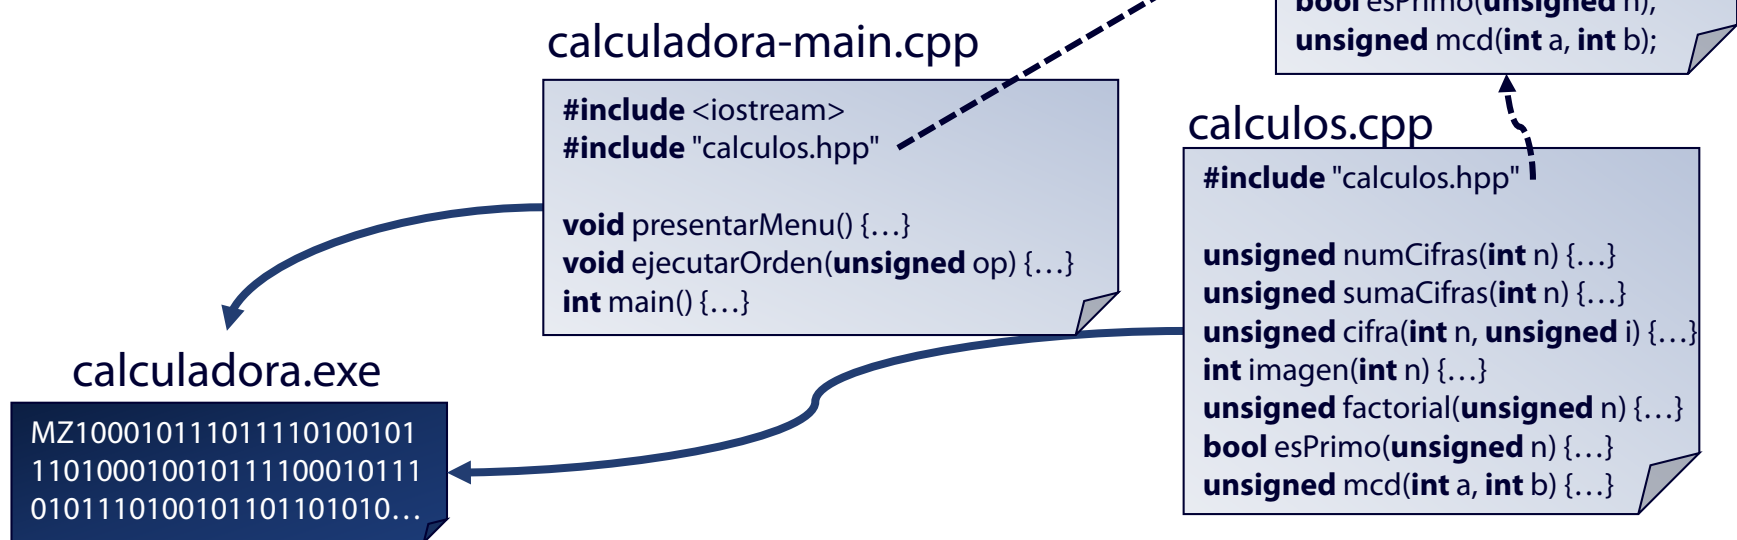 bool esPrimo(unsigned n);
unsigned mcd(int a, int b);
calculadora-main.cpp
#include <iostream>
#include "calculos.hpp"
void presentarMenu() {…}
void ejecutarOrden(unsigned op) {…}
int main() {…}
calculos.cpp
#include "calculos.hpp"
unsigned numCifras(int n) {…}
unsigned sumaCifras(int n) {…}
unsigned cifra(int n, unsigned i) {…}
int imagen(int n) {…}
unsigned factorial(unsigned n) {…}
bool esPrimo(unsigned n) {…}
unsigned mcd(int a, int b) {…}
calculadora.exe
MZ100010111011110100101
110100010010111100010111
0101110100101101101010…